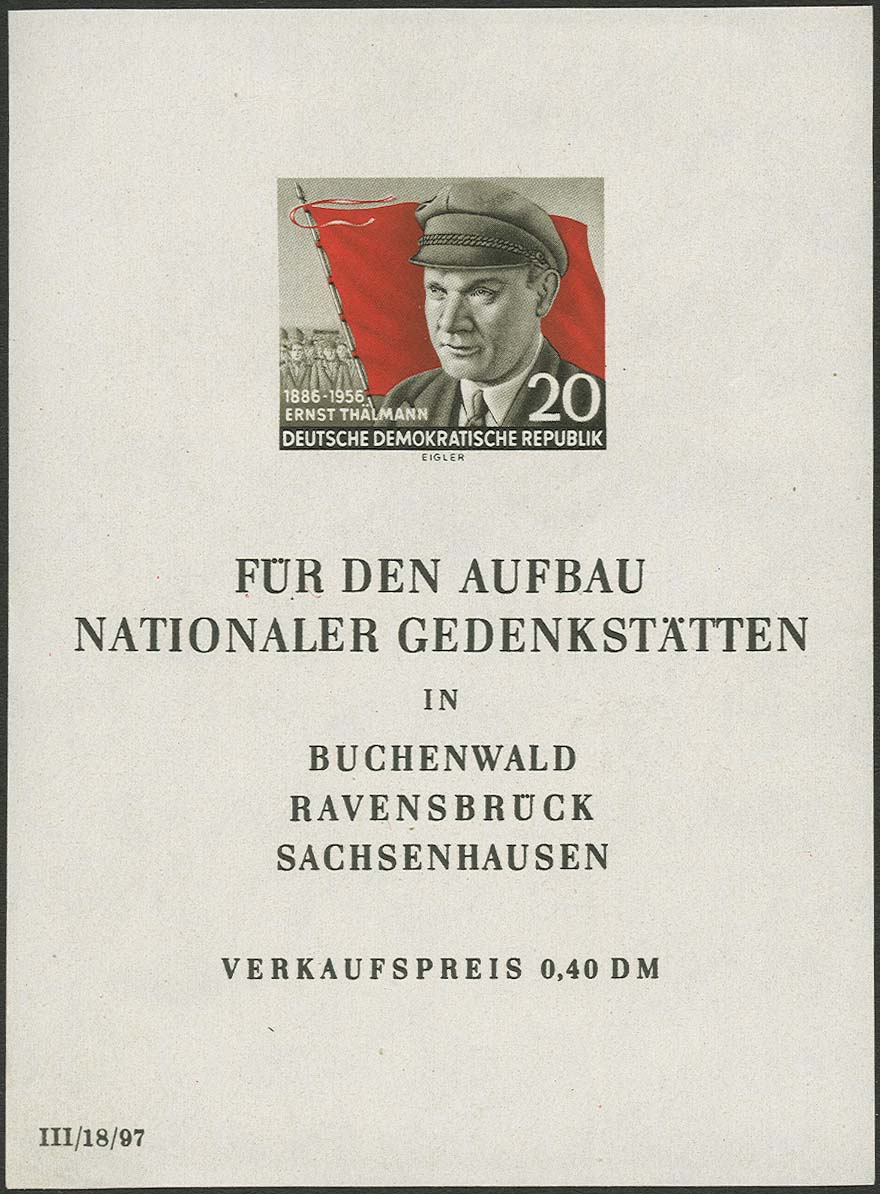 1886-1956
ERNST THÄLMANN
20
DEUTSCHE DEMOKRATISCHE REPUBLIK
EIGLER
FÜR DEN AUFBAU
NATIONALER GEDENKSTÄTTEN
IN
BUCHENWALD
RAVENSBRÜCK
SACHSENHAUSEN
VERKAUFSPREIS 0,40 DM
III/18/97